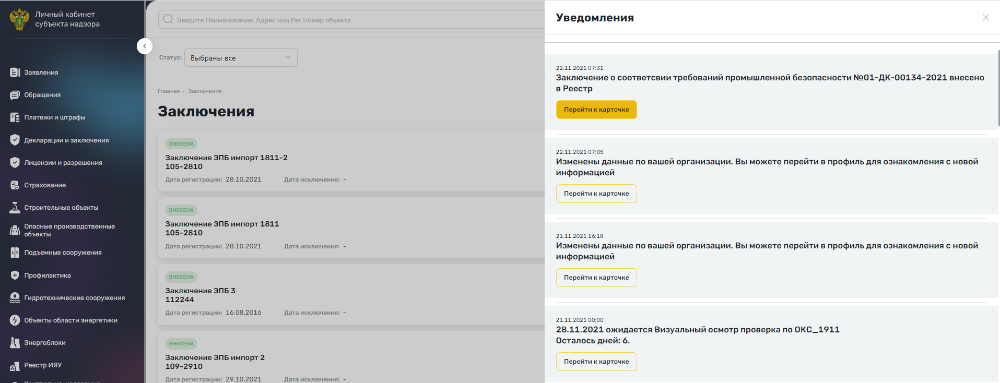 Личный кабинет
субъекта надзора
Заявления
Обращения
Платежи и штрафы
Декларации и заключения
Лицензии и разрешения
Страхование
Строительные объекты
Опасные производственные
объекты
Подъемные сооружения
Профилактика
Гидротехнические сооружения
Объекты области энергетики
Энергоблоки
Реестр ИЯУ
Введите Наименование, Адрес или Рег.Номер объекта
Статус: Выбраны все
Главная • Заключения
Заключения
ВНЕСЕНА
Заключение ЭПБ импорт 1811-2
105-2810
Дата регистрации: 28.10.2021 Дата исключения: -
ВНЕСЕНА
Заключение ЭПБ импорт 1811
105-2810
Дата регистрации: 28.10.2021 Дата исключения: -
ВНЕСЕНА
Заключение ЭПБ 3
112244
Дата регистрации: 16.08.2016 Дата исключения: -
ВНЕСЕНА
Заключение ЭПБ импорт 2
109-2910
Дата регистрации: 29.10.2021 Дата исключения: -
Уведомления
22.11.2021 07:31
Заключение о соответсвии требований промышленной безопасности №01-ДК-00134-2021 внесено
в Реестр
Перейти к карточке
22.11.2021 07:05
Изменены данные по вашей организации. Вы можете перейти в профиль для ознакомления с новой
информацией
Перейти к карточке
21.11.2021 16:18
Изменены данные по вашей организации. Вы можете перейти в профиль для ознакомления с новой
информацией
Перейти к карточке
21.11.2021 00:00
28.11.2021 ожидается Визуальный осмотр проверка по ОКС_1911
Осталось дней: 6.
Перейти к карточке